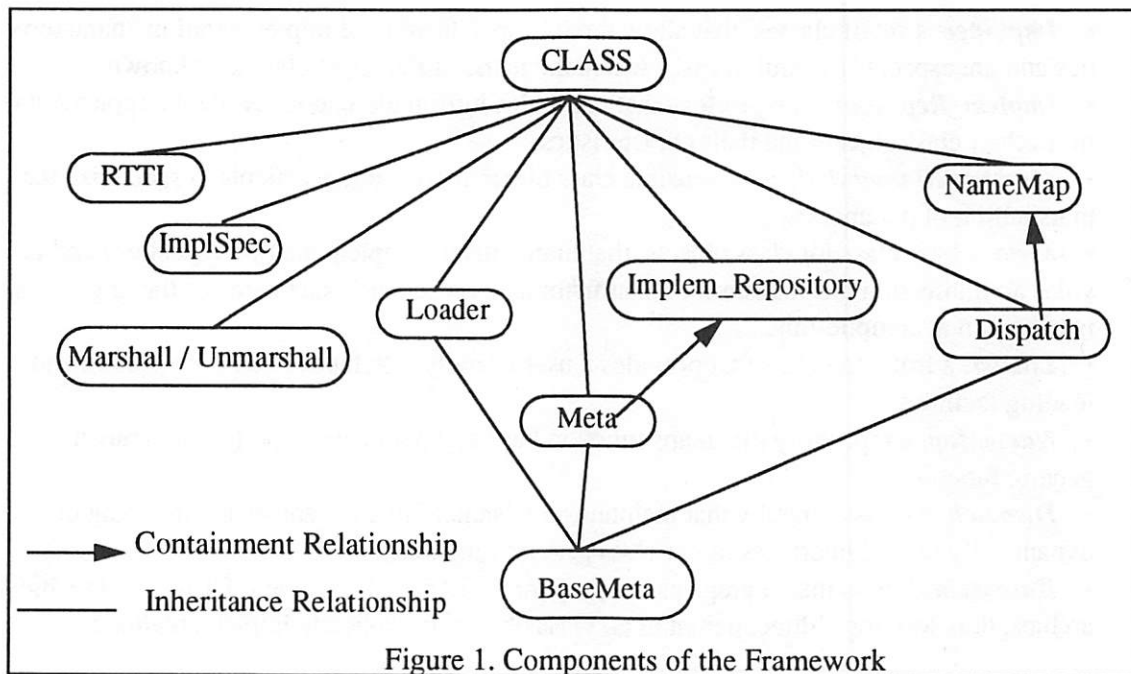 CLASS
RTTI
NameMap
ImplSpec
Implem_Repository
Loader
Dispatch
Marshall / Unmarshall
Meta
Containment Relationship
BaseMeta
Inheritance Relationship
Figure 1. Components of the Framework